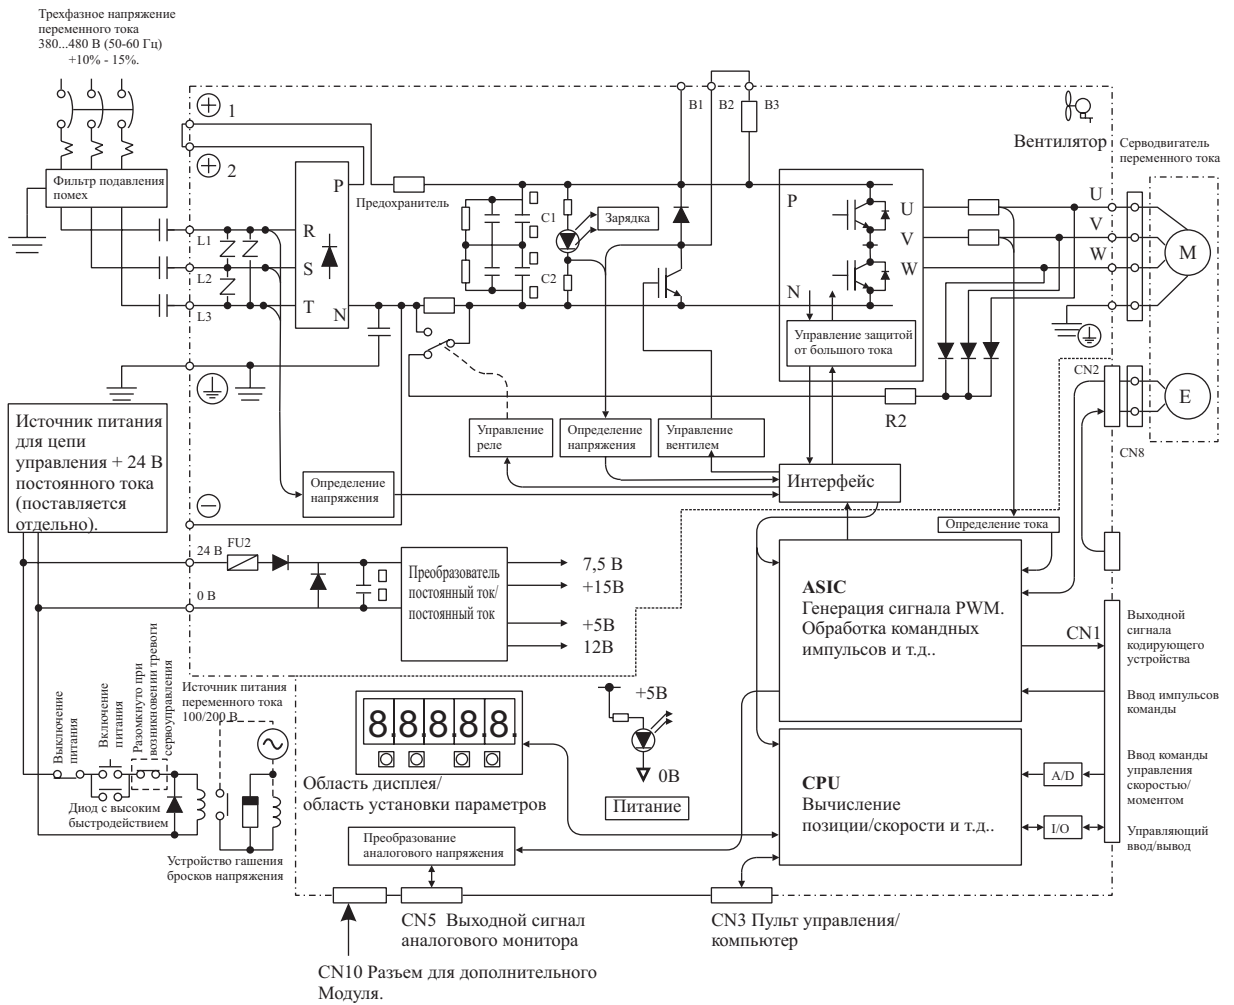 Трехфазное напряжение
переменного тока
380...480 В (50-60 Гц)
+10% - 15%.
Фильтр подавления
помех
1
2
B1
B2
B3
Вентилятор
Серводвигатель
переменного тока
P
R
S
T
N
L1
L2
L3
Предохранитель
C1
C2
Зарядка
P
N
U
V
W
Управление защитой
от большого тока
U
V
W
M
E
CN2
CN8
R2
Источник питания
для цепи
управления + 24 В
постоянного тока
(поставляется
отдельно).
Управление
реле
Определение
напряжения
Управление
вентилем
Определение
напряжения
Интерфейс
Определение тока
24 В
FU2
0 В
Преобразователь
постоянный ток/
постоянный ток
7,5 В
+15В
+5В
12В
ASIC
Генерация сигнала PWM.
Обработка командных
импульсов и т.д..
CN1
Выходной
сигнала
кодирующего
устройства
Ввод импульсов
команды
Ввод команды
управления
скоростью/
моментом
Управляющий
ввод/вывод
A/D
I/O
CPU
Вычисление
позиции/скорости и т.д..
Выключение
питания
Включение
питания
Разомкнуто при
возникновении тревоги
сервоуправления
Источник питания
переменного тока
100/200 В
Диод с высоким
быстродействием
Устройство гашения
бросков напряжения
8.8.8.8.8.
Область дисплея/
область установки параметров
+5В
0В
Питание
Преобразование
аналогового напряжения
CN5 Выходной сигнал
аналогового монитора
CN3 Пульт управления/
компьютер
CN10 Разъем для дополнительного
Модуля.